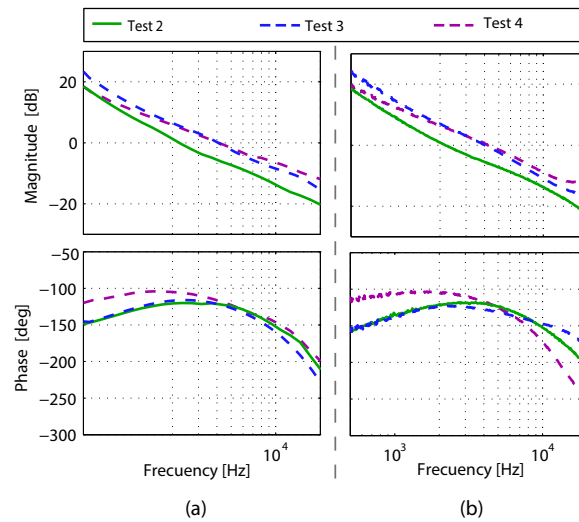 Test 2
Test 3
Test 4
20
0
−20
Magnitude [dB]
−50
−100
−150
−200
−250
−300
Phase [deg]
10^4
10^3
10^4
Frecuency [Hz]
Frecuency [Hz]
(a)
(b)